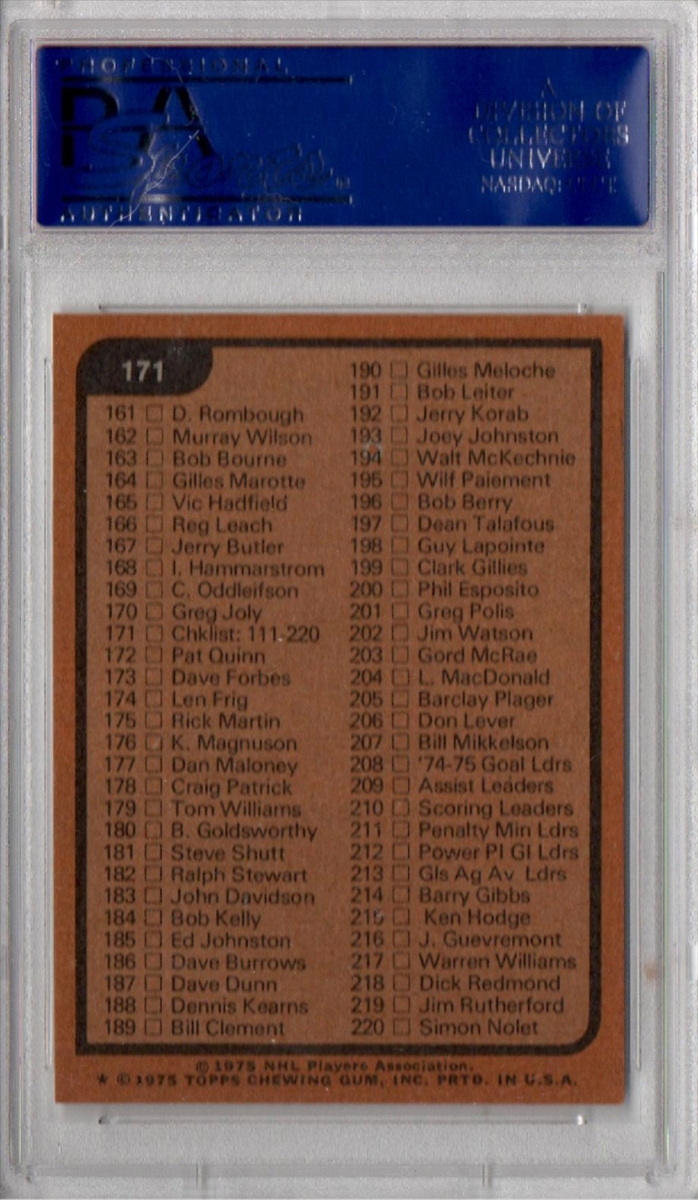 PROFESSIONAL
PSA
Sports
AUTHENTICATOR
A
DIVISION OF
COLLECTORS
UNIVERSE
NASDAQ:
171
161 D. Rombough
162 Murray Wilson
163 Bob Bourne
164 Gilles Marotte
165 Vic Hadfield
166 Reg Leach
167 Jerry Butler
168 I. Hammarstrom
169 C. Oddleifson
170 Greg Joly
171 Chklist: 111-220
172 Pat Quinn
173 Dave Forbes
174 Len Frig
175 Rick Martin
176 K. Magnuson
177 Dan Maloney
178 Craig Patrick
179 Tom Williams
180 B. Goldsworthy
181 Steve Shutt
182 Ralph Stewart
183 John Davidson
184 Bob Kelly
185 Ed Johnston
186 Dave Burrows
187 Dave Dunn
188 Dennis Kearns
189 Bill Clement
190 Gilles Meloche
191 Bob Leiter
192 Jerry Korab
193 Joey Johnston
194 Walt McKechnie
195 Wilf Paiement
196 Bob Berry
197 Dean Talafous
198 Guy Lapointe
199 Clark Gillies
200 Phil Esposito
201 Greg Polis
202 Jim Watson
203 Gord McRae
204 L. MacDonald
205 Barclay Plager
206 Don Lever
207 Bill Mikkelson
208 '74-75 Goal Ldrs
209 Assist Leaders
210 Scoring Leaders
211 Penalty Min Ldrs
212 Power Pl Gl Ldrs
213 Gls Ag Av Ldrs
214 Barry Gibbs
215 Ken Hodge
216 J. Guevremont
217 Warren Williams
218 Dick Redmond
219 Jim Rutherford
220 Simon Nolet
© 1975 NHL Players Association.
* © 1975 TOPPS CHEWING GUM, INC. PRTD. IN U.S.A.